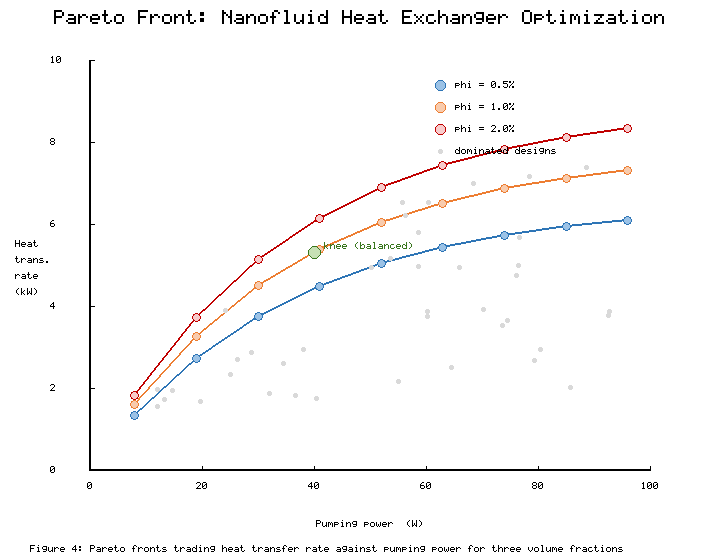 Pareto Front: Nanofluid Heat Exchanger Optimization
10
8
6
4
2
0
Heat
trans.
rate
(kW)
phi = 0.5%
phi = 1.0%
phi = 2.0%
dominated designs
knee (balanced)
0 20 40 60 80 100
Pumping power (W)
Figure 4: Pareto fronts trading heat transfer rate against pumping power for three volume fractions